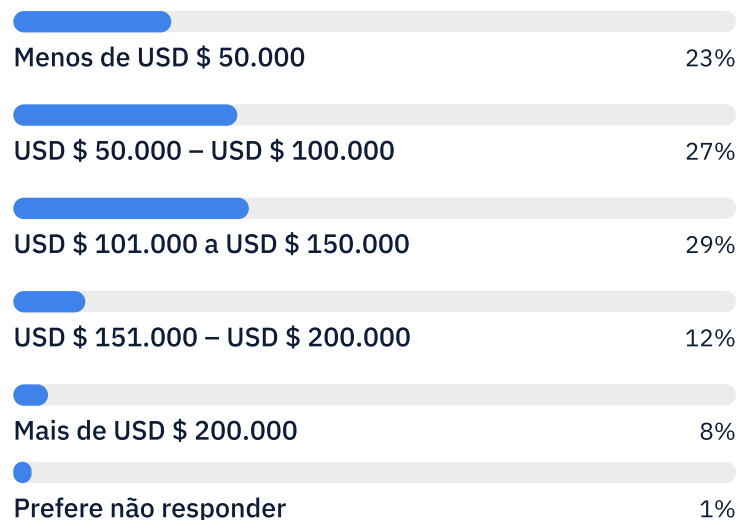 Menos de USD $ 50.000 23%
USD $ 50.000 – USD $ 100.000 27%
USD $ 101.000 a USD $ 150.000 29%
USD $ 151.000 – USD $ 200.000 12%
Mais de USD $ 200.000 8%
Prefere não responder 1%